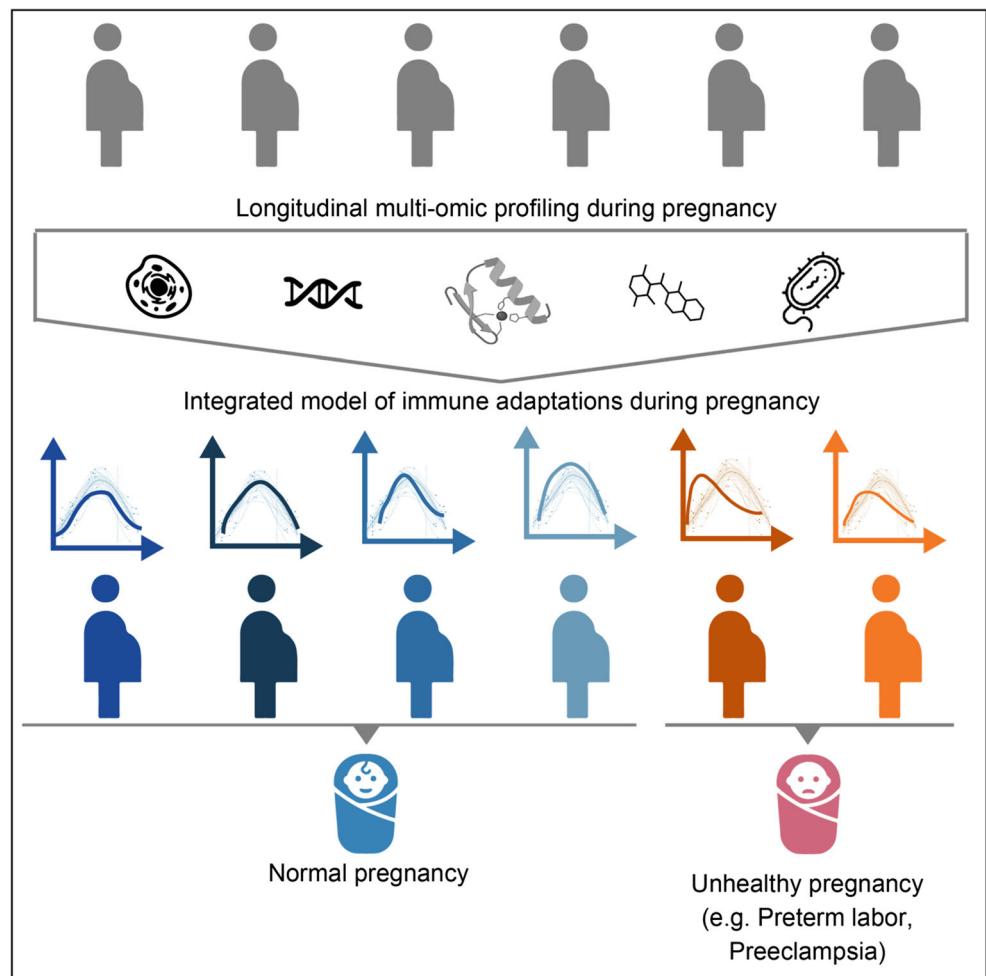 Longitudinal multi-omic profiling during pregnancy
Integrated model of immune adaptations during pregnancy
Normal pregnancy
Unhealthy pregnancy
(e.g. Preterm labor,
Preeclampsia)